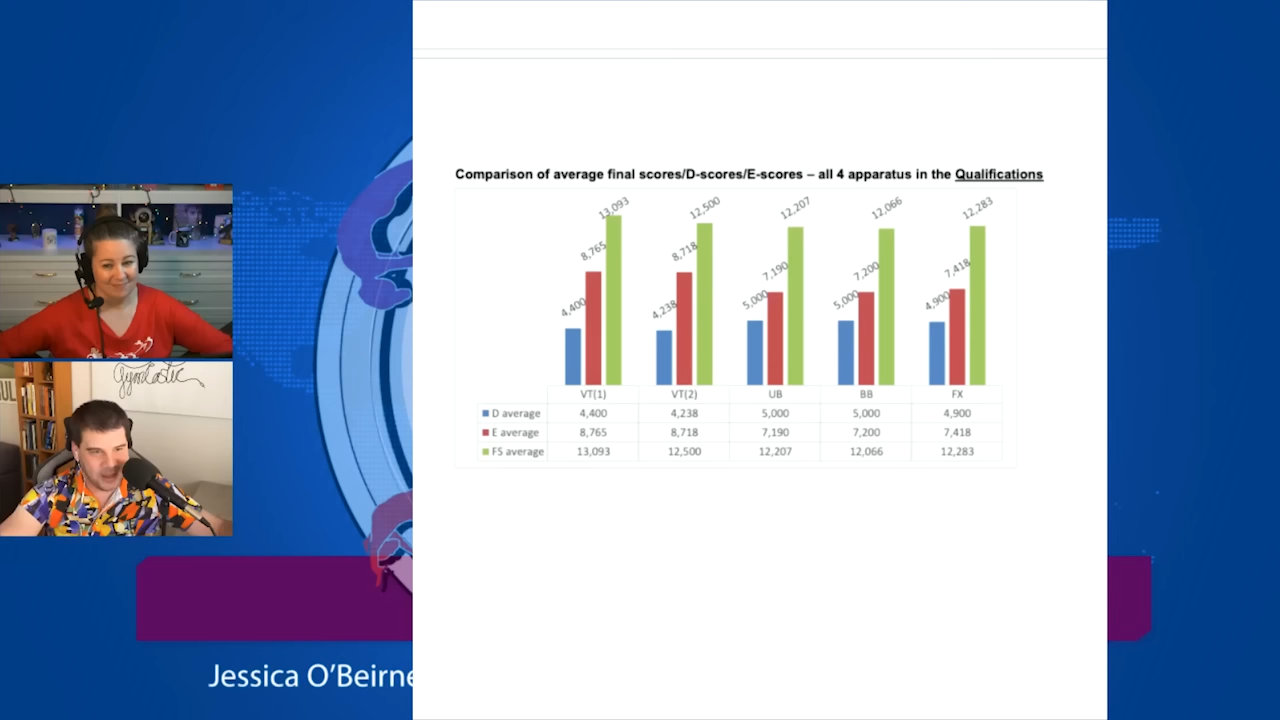 Comparison of average final scores/D-scores/E-scores – all 4 apparatus in the Qualifications
13,093
12,500
12,207
12,066
12,283
8,765
8,718
7,190
7,200
7,418
4,400
4,238
5,000
5,000
4,900
VT(1) VT(2) UB BB FX
D average 4,400 4,238 5,000 5,000 4,900
E average 8,765 8,718 7,190 7,200 7,418
FS average 13,093 12,500 12,207 12,066 12,283
GymCastic
UL
Jessica O'Beirne